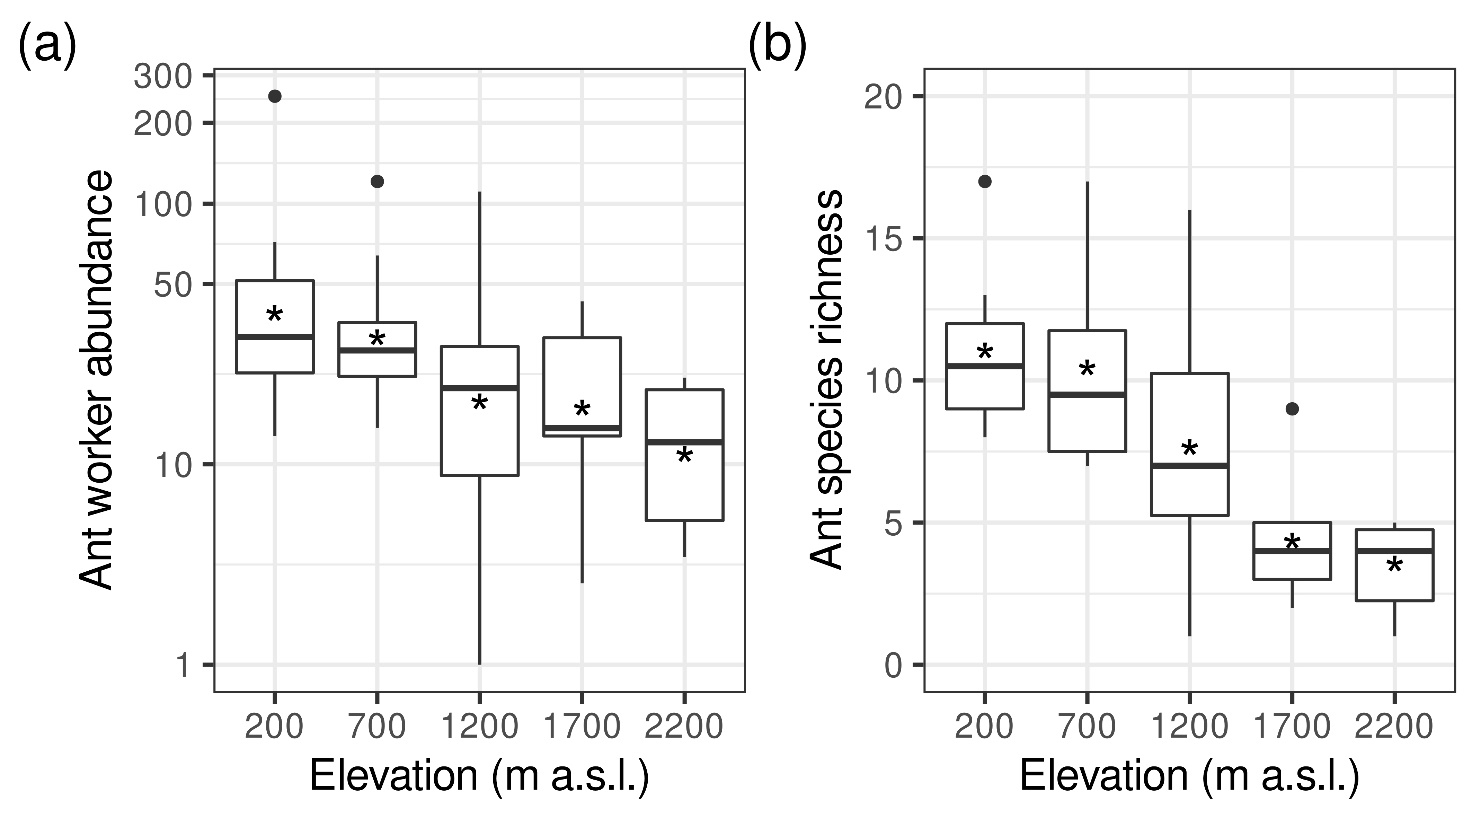 (a)
Ant worker abundance
300
200
100
50
10
1
200 700 1200 1700 2200
Elevation (m a.s.l.)
(b)
Ant species richness
20
15
10
5
0
200 700 1200 1700 2200
Elevation (m a.s.l.)